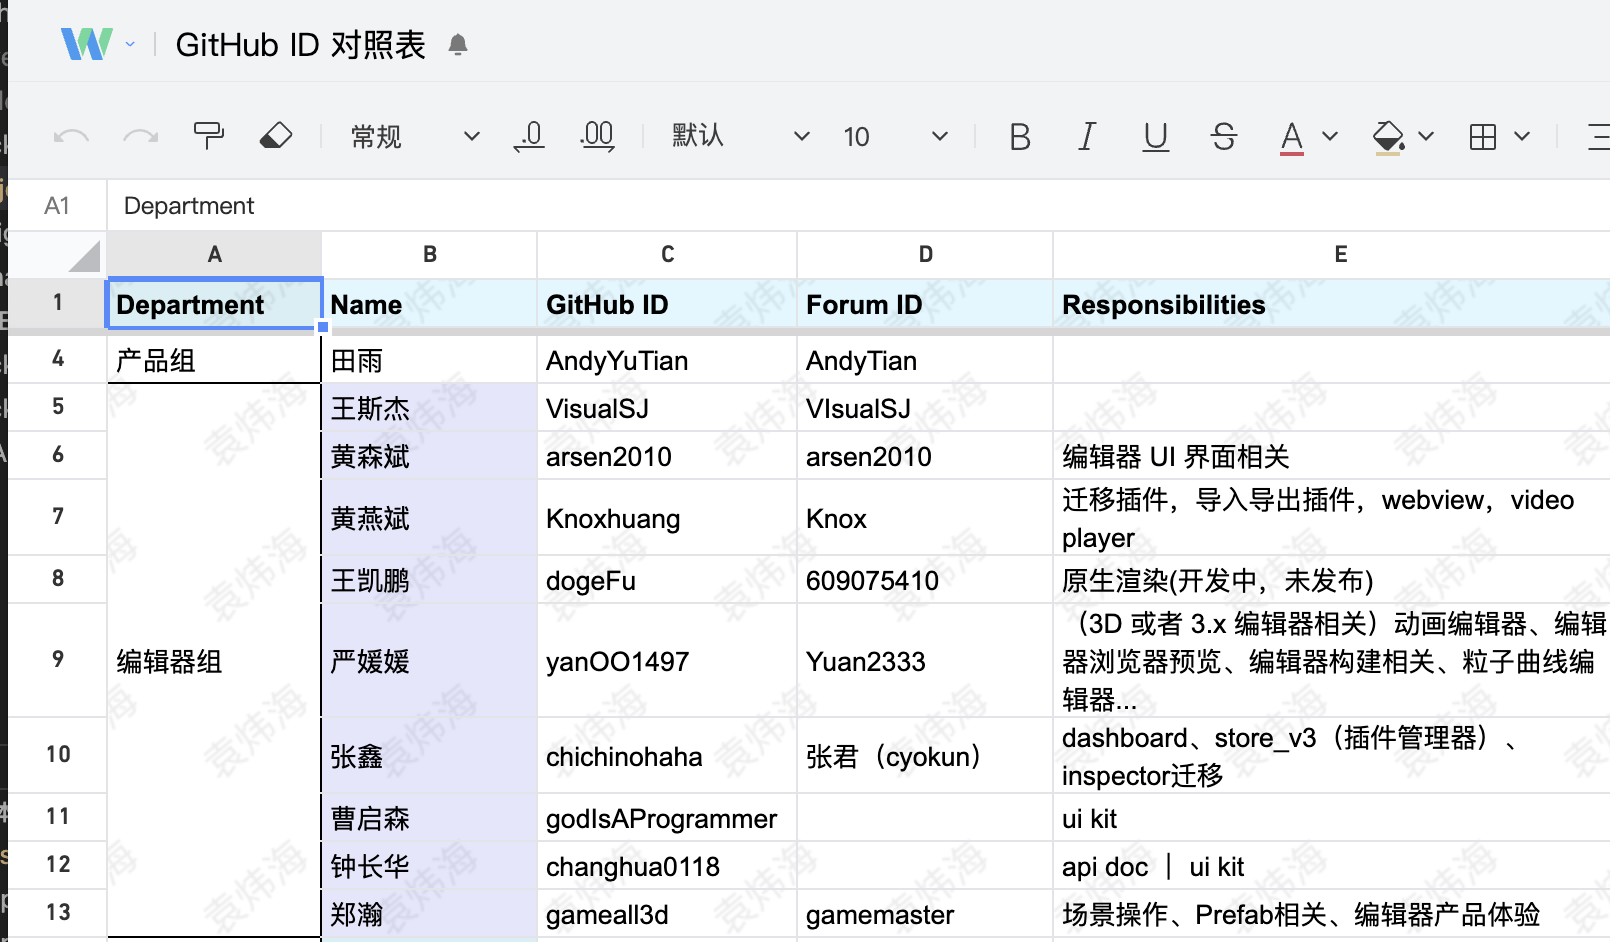 GitHub ID 对照表
常规 .0 .00 默认 10 B I U S A
A1 Department
A B C D E
1 Department Name GitHub ID Forum ID Responsibilities
4 产品组 田雨 AndyYuTian AndyTian
5 王斯杰 VisualSJ VIsualSJ
6 黄森斌 arsen2010 arsen2010 编辑器 UI 界面相关
7 黄燕斌 Knoxhuang Knox 迁移插件，导入导出插件，webview，video
player
8 王凯鹏 dogeFu 609075410 原生渲染(开发中，未发布)
9 编辑器组 严媛媛 yanOO1497 Yuan2333 （3D 或者 3.x 编辑器相关）动画编辑器、编辑
器浏览器预览、编辑器构建相关、粒子曲线编
辑器...
10 张鑫 chichinohaha 张君（cyokun） dashboard、store_v3（插件管理器）、
inspector迁移
11 曹启森 godIsAProgrammer ui kit
12 钟长华 changhua0118 api doc ｜ ui kit
13 郑瀚 gameall3d gamemaster 场景操作、Prefab相关、编辑器产品体验
袁炜海